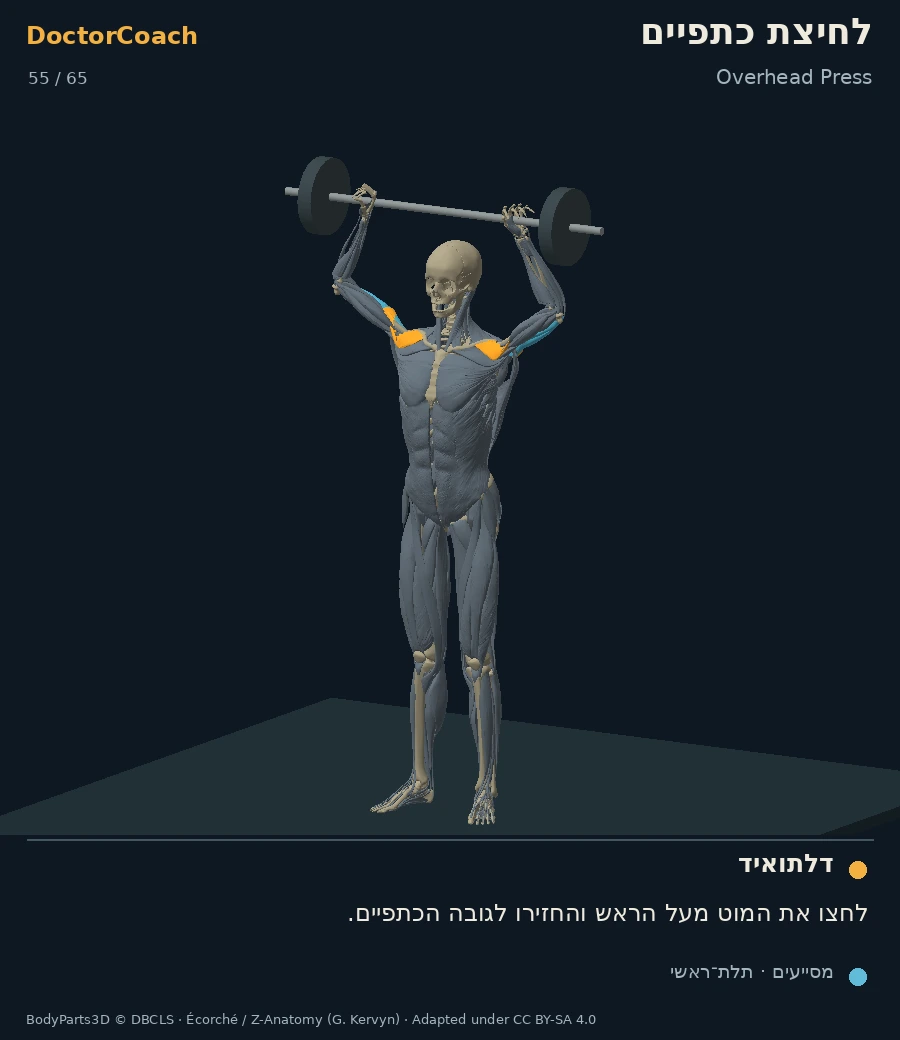 DoctorCoach
לחיצת כתפיים
55 / 65
Overhead Press
דלתואיד
לחצו את המוט מעל הראש והחזירו לגובה הכתפיים.
מסייעים · תלת־ראשי
BodyParts3D © DBCLS · Écorché / Z-Anatomy (G. Kervyn) · Adapted under CC BY-SA 4.0